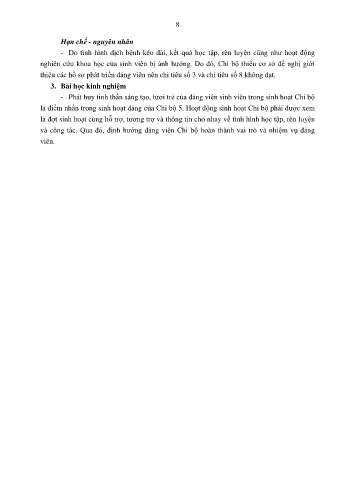 8
Hạn chế - nguyên nhân
- Do tình hình dịch bệnh kéo dài, kết quả học tập, rèn luyện cũng như hoạt động
nghiên cứu khoa học của sinh viên bị ảnh hưởng. Do đó, Chi bộ thiếu cơ sở để nghị giới
thiệu các hồ sơ phát triển đảng viên nên chỉ tiêu số 3 và chỉ tiêu số 8 không đạt.
3. Bài học kinh nghiệm
- Phát huy tinh thần sáng tạo, tươi trẻ của đảng viên sinh viên trong sinh hoạt Chi bộ
là điểm nhấn trong sinh hoạt đảng của Chi bộ 5. Hoạt động sinh hoạt Chi bộ phải được xem
là đợt sinh hoạt cùng hỗ trợ, tương trợ và thông tin cho nhau về tình hình học tập, rèn luyện
và công tác. Qua đó, định hướng đảng viên Chi bộ hoàn thành vai trò và nhiệm vụ đảng
viên.